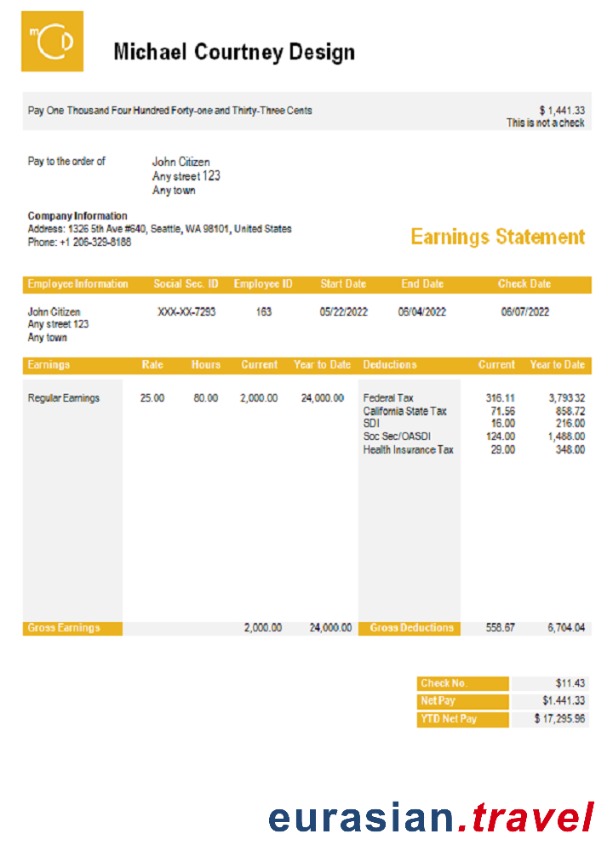 mCD
Michael Courtney Design
Pay One Thousand Four Hundred Forty-one and Thirty-Three Cents $ 1,441.33
This is not a check
Pay to the order of John Citizen
Any street 123
Any town
Company Information
Address: 1326 5th Ave #640, Seattle, WA 98101, United States
Phone: +1 206-329-8188
Earnings Statement
Employee Information Social Sec. ID Employee ID Start Date End Date Check Date
John Citizen XXX-XX-7293 163 05/22/2022 06/04/2022 06/07/2022
Any street 123
Any town
Earnings Rate Hours Current Year to Date Deductions Current Year to Date
Regular Earnings 25.00 80.00 2,000.00 24,000.00 Federal Tax 316.11 3,793.32
California State Tax 71.56 858.72
SDI 16.00 216.00
Soc Sec/OASDI 124.00 1,488.00
Health Insurance Tax 29.00 348.00
Gross Earnings 2,000.00 24,000.00 Gross Deductions 558.67 6,704.04
Check No. $11.43
Net Pay $1.441.33
YTD Net Pay $ 17,295.96
eurasian.travel